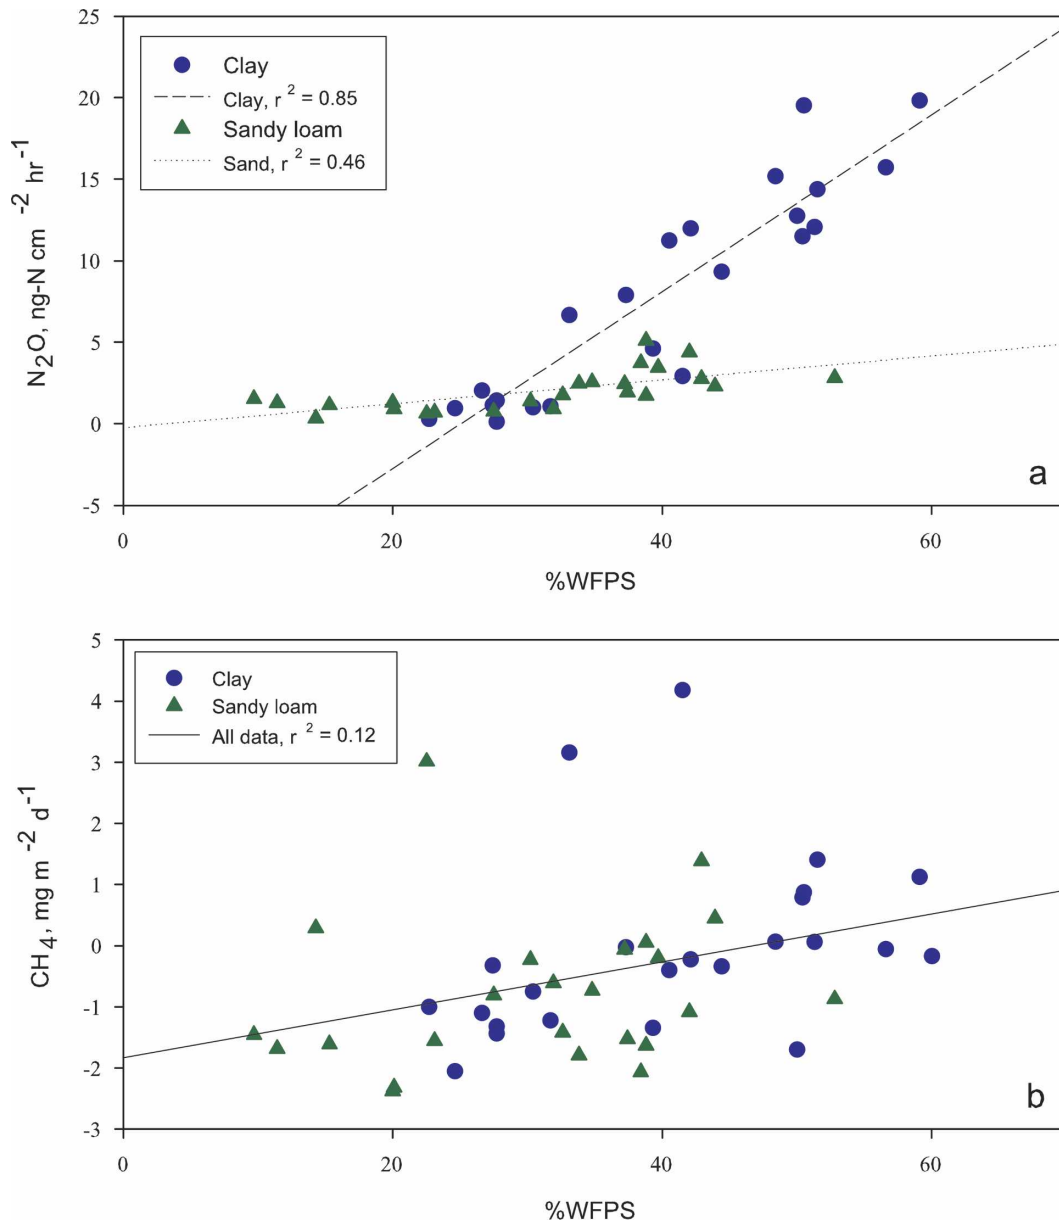 25
20
15
10
5
0
-5
N2O, ng-N cm -2 hr-1
Clay
Clay, r 2 = 0.85
Sandy loam
Sand, r 2 = 0.46
a
0 20 40 60
%WFPS
5
4
3
2
1
0
-1
-2
-3
CH4, mg m -2 d-1
Clay
Sandy loam
All data, r 2 = 0.12
b
0 20 40 60
%WFPS